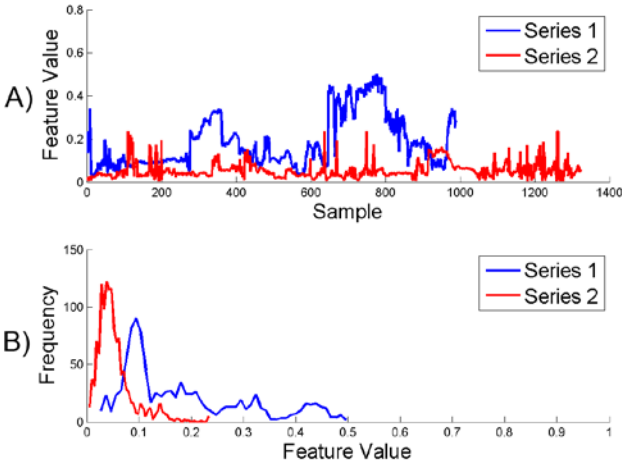 A)
Feature Value
0.8
0.6
0.4
0.2
0
0 200 400 600 800 1000 1200 1400
Sample
Series 1
Series 2
B)
Frequency
150
100
50
0
0 0.1 0.2 0.3 0.4 0.5 0.6 0.7 0.8 0.9 1
Feature Value
Series 1
Series 2